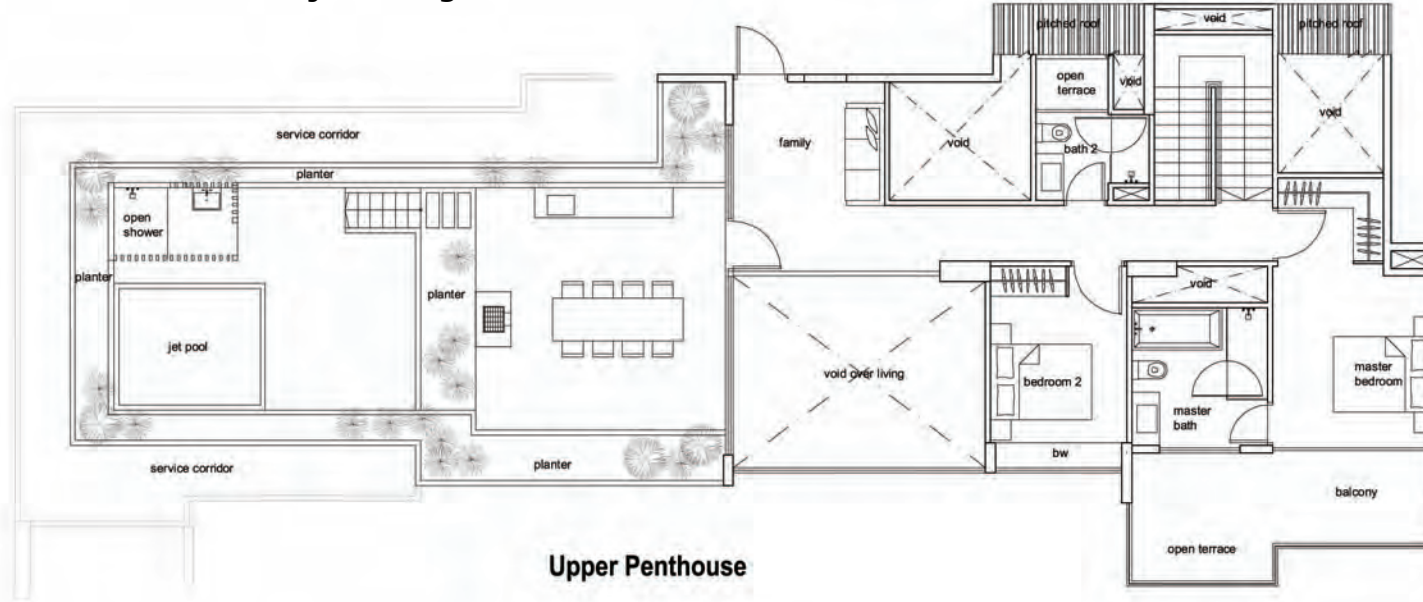 pitched roof
void
pitched roof
open
terrace
void
void
service corridor
family
void
bath 2
planter
open
shower
planter
planter
void
jet pool
void over living
bedroom 2
master
bedroom
master
bath
bw
service corridor
planter
balcony
open terrace
Upper Penthouse